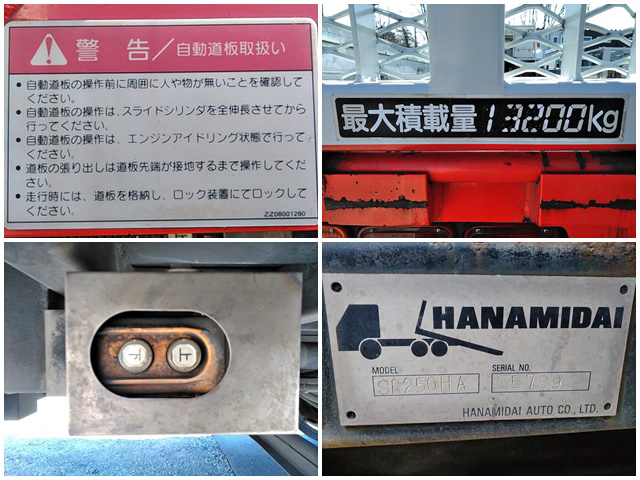 警告／自動道板取扱い
● 自動道板の操作前に周囲に人や物が無いことを確認して
ください。
● 自動道板の操作は、スライドシリンダを全伸長させてから
行ってください。
● 自動道板の操作は、エンジンアイドリング状態で行って
ください。
● 道板の張り出しは道板先端が接地するまで操作してくだ
さい。
● 走行時には、道板を格納し、ロック装置にてロックして
ください。
ZZ08001280
最大積載量 13200kg
下 上
HANAMIDAI
MODEL
SERIAL NO.
SF250HA
HANAMIDAI AUTO CO., LTD.